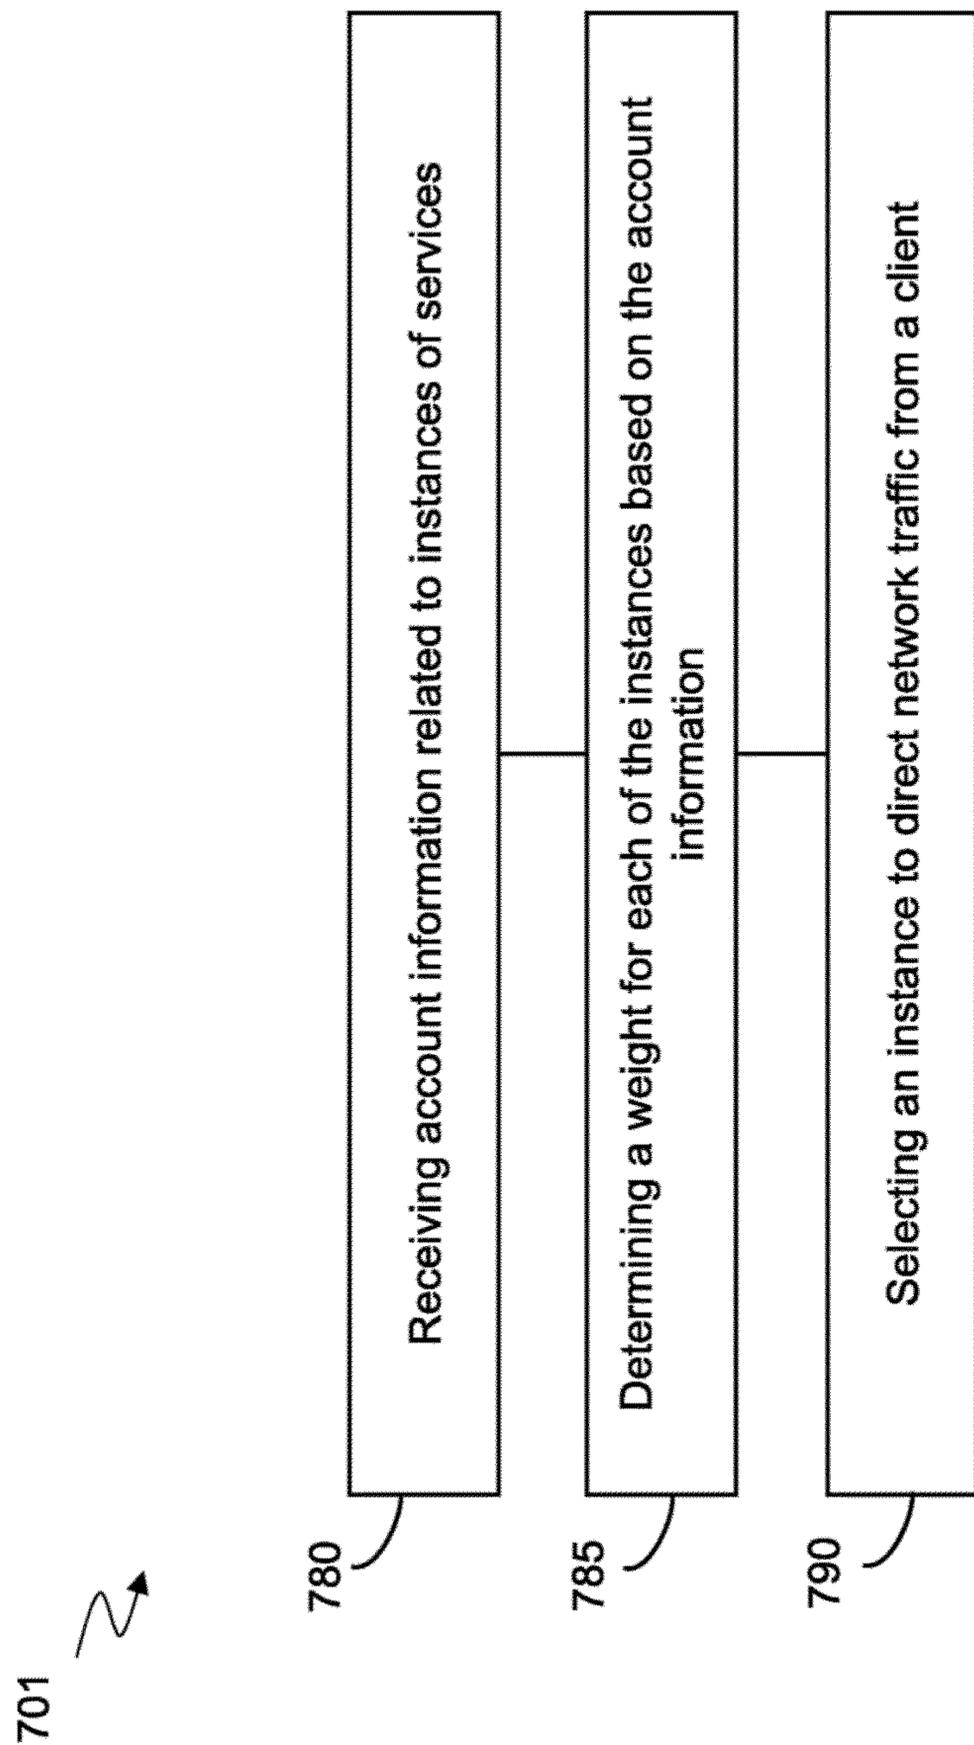 701
780
Receiving account information related to instances of services
785
Determining a weight for each of the instances based on the account
information
790
Selecting an instance to direct network traffic from a client